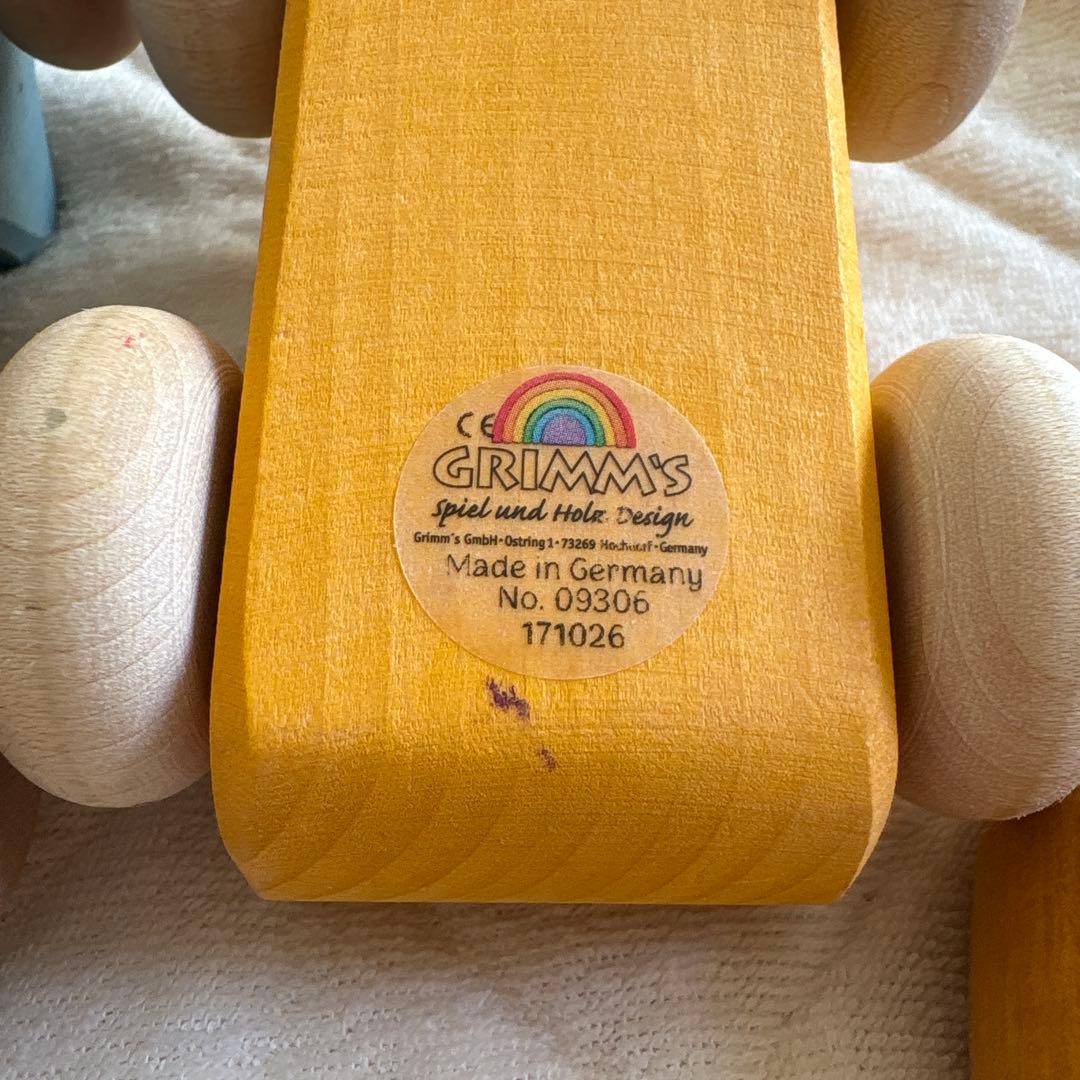 CE
GRIMM'S
Spiel und Holz Design
Grimm's GmbH • Ostring 1 • 73269 Hochdorf • Germany
Made in Germany
No. 09306
171026